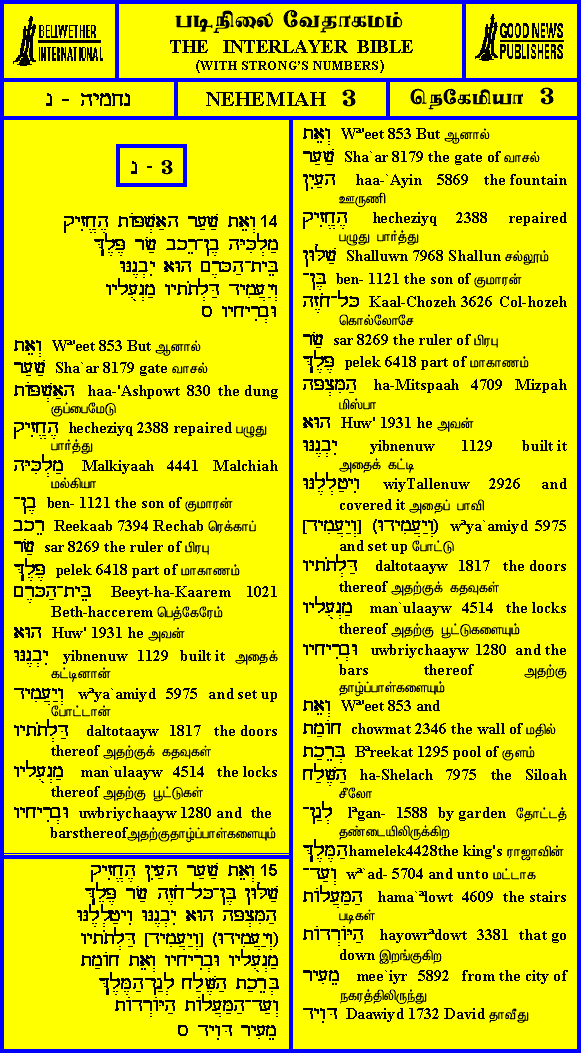 BELLWETHER
INTERNATIONAL
படிநிலை வேதாகமம்
THE INTERLAYER BIBLE
(WITH STRONG'S NUMBERS)
GOOD NEWS
PUBLISHERS
נחמיה - נ
NEHEMIAH 3
நெகேமியா 3
נ - 3
14 וְאֵת שַׁעַר הָאַשְׁפּוֹת הֶחֱזִיק
מַלְכִּיָּה בֶן־רֵכָב שַׂר פֶּלֶךְ
בֵּית־הַכָּרֶם הוּא יִבְנֶנּוּ
וְיַעֲמִיד דַּלְתֹתָיו מַנְעֻלָיו
וּבְרִיחָיו ס
וְאֵת Wª'eet 853 But ஆனால்
שַׁעַר Sha`ar 8179 gate வாசல்
הָאַשְׁפּוֹת haa-'Ashpowt 830 the dung
குப்பைமேடு
הֶחֱזִיק hecheziyq 2388 repaired பழுது
பார்த்து
מַלְכִּיָּה Malkiyaah 4441 Malchiah
மல்கியா
בֶן־ ben- 1121 the son of குமாரன்
רֵכָב Reekaab 7394 Rechab ரெக்காப்
שַׂר sar 8269 the ruler of பிரபு
פֶּלֶךְ pelek 6418 part of மாகாணம்
בֵּית־הַכָּרֶם Beeyt-ha-Kaarem 1021
Beth-haccerem பெத்கேரேம்
הוּא Huw' 1931 he அவன்
יִבְנֶנּוּ yibnenuw 1129 built it அதைக்
கட்டினான்
וְיַעֲמִיד wªya`amiyd 5975 and set up
போட்டான்
דַּלְתֹתָיו daltotaayw 1817 the doors
thereof அதற்குக் கதவுகள்
מַנְעֻלָיו man`ulaayw 4514 the locks
thereof அதற்கு பூட்டுகள்
וּבְרִיחָיו uwbriychaayw 1280 and the
barsthereofஅதற்குதாழ்ப்பாள்களையும்
15 וְאֵת שַׁעַר הָעַיִן הֶחֱזִיק
שַׁלּוּן בֶּן־כָּל־חֹזֶה שַׂר פֶּלֶךְ
הַמִּצְפָּה הוּא יִבְנֶנּוּ וִיטַלְלֶנּוּ
(וְיַעֲמִידוּ) [וְיַעֲמִיד] דַּלְתֹתָיו
מַנְעֻלָיו וּבְרִיחָיו וְאֵת חוֹמַת
בְּרֵכַת הַשֶּׁלַח לְגַן־הַמֶּלֶךְ
וְעַד־הַמַּעֲלוֹת הַיּוֹרְדוֹת
מֵעִיר דָּוִיד ס
וְאֵת Wª'eet 853 But ஆனால்
שַׁעַר Sha`ar 8179 the gate of வாசல்
הָעַיִן haa-`Ayin 5869 the fountain
ஊருணி
הֶחֱזִיק hecheziyq 2388 repaired
பழுது பார்த்து
שַׁלּוּן Shalluwn 7968 Shallun சல்லூம்
בֶּן־ ben- 1121 the son of குமாரன்
כָּל־חֹזֶה Kaal-Chozeh 3626 Col-hozeh
கொல்லோசே
שַׂר sar 8269 the ruler of பிரபு
פֶּלֶךְ pelek 6418 part of மாகாணம்
הַמִּצְפָּה ha-Mitspaah 4709 Mizpah
மிஸ்பா
הוּא Huw' 1931 he அவன்
יִבְנֶנּוּ yibnenuw 1129 built it
அதைக் கட்டி
וִיטַלְלֶנּוּ wiyTallenuw 2926 and
covered it அதைப் பாவி
[וְיַעֲמִיד] (וְיַעֲמִידוּ) wªya`amiyd 5975
and set up போட்டு
דַּלְתֹתָיו daltotaayw 1817 the doors
thereof அதற்குக் கதவுகள்
מַנְעֻלָיו man`ulaayw 4514 the locks
thereof அதற்கு பூட்டுகளையும்
וּבְרִיחָיו uwbriychaayw 1280 and the
bars thereof அதற்கு
தாழ்ப்பாள்களையும்
וְאֵת Wª'eet 853 and
חוֹמַת chowmat 2346 the wall of மதில்
בְּרֵכַת Bªreekat 1295 pool of குளம்
הַשֶּׁלַח ha-Shelach 7975 the Siloah
சீலோ
לְגַן־ lªgan- 1588 by garden தோட்டத்
தண்டையிலிருக்கிற
הַמֶּלֶךְhamelek4428the king's ராஜாவின்
וְעַד־ wª`ad- 5704 and unto மட்டாக
הַמַּעֲלוֹת hama`ªlowt 4609 the stairs
படிகள்
הַיּוֹרְדוֹת hayowrªdowt 3381 that go
down இறங்குகிற
מֵעִיר mee`iyr 5892 from the city of
நகரத்திலிருந்து
דָּוִיד Daawiyd 1732 David தாவீது